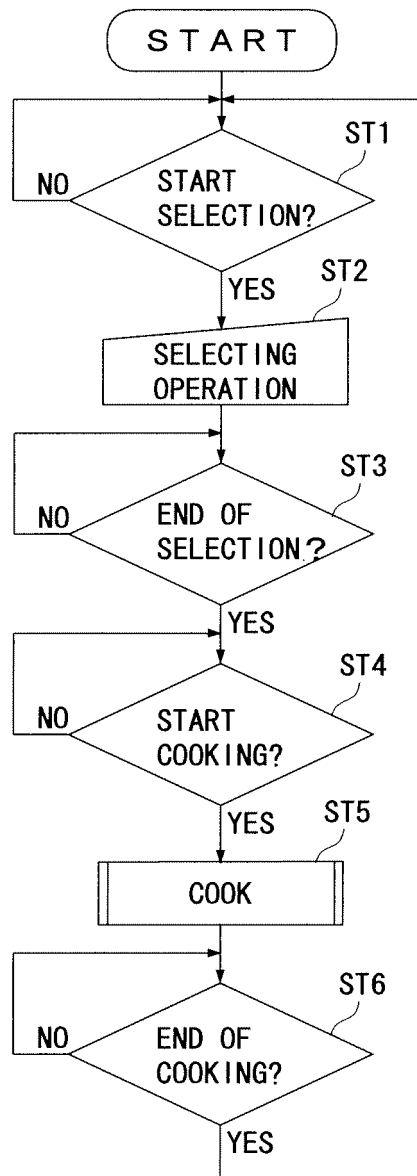 START
ST1
NO
START
SELECTION?
YES
ST2
SELECTING
OPERATION
ST3
NO
END OF
SELECTION?
YES
ST4
NO
START
COOKING?
YES
ST5
COOK
ST6
NO
END OF
COOKING?
YES